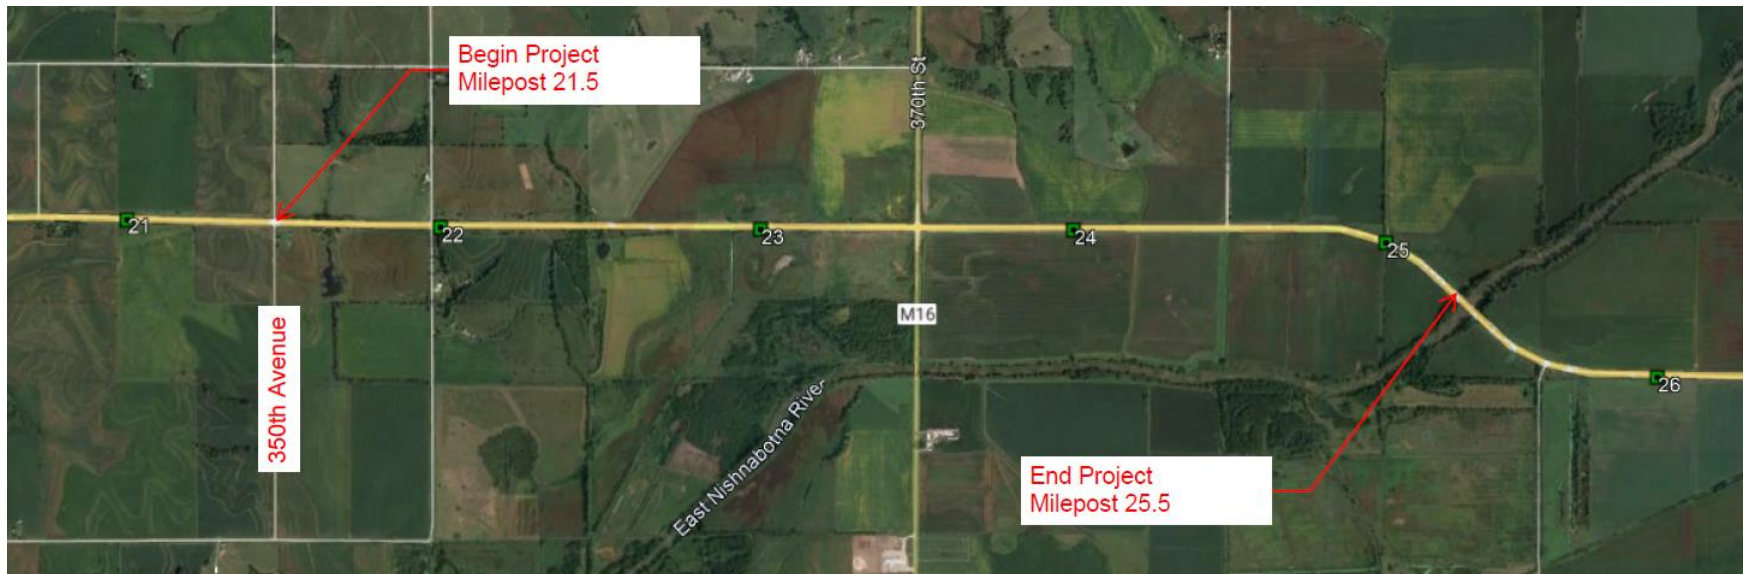 Begin Project
Milepost 21.5
370th St
21
22
23
24
25
M16
350th Avenue
26
East Nishnabotna River
End Project
Milepost 25.5